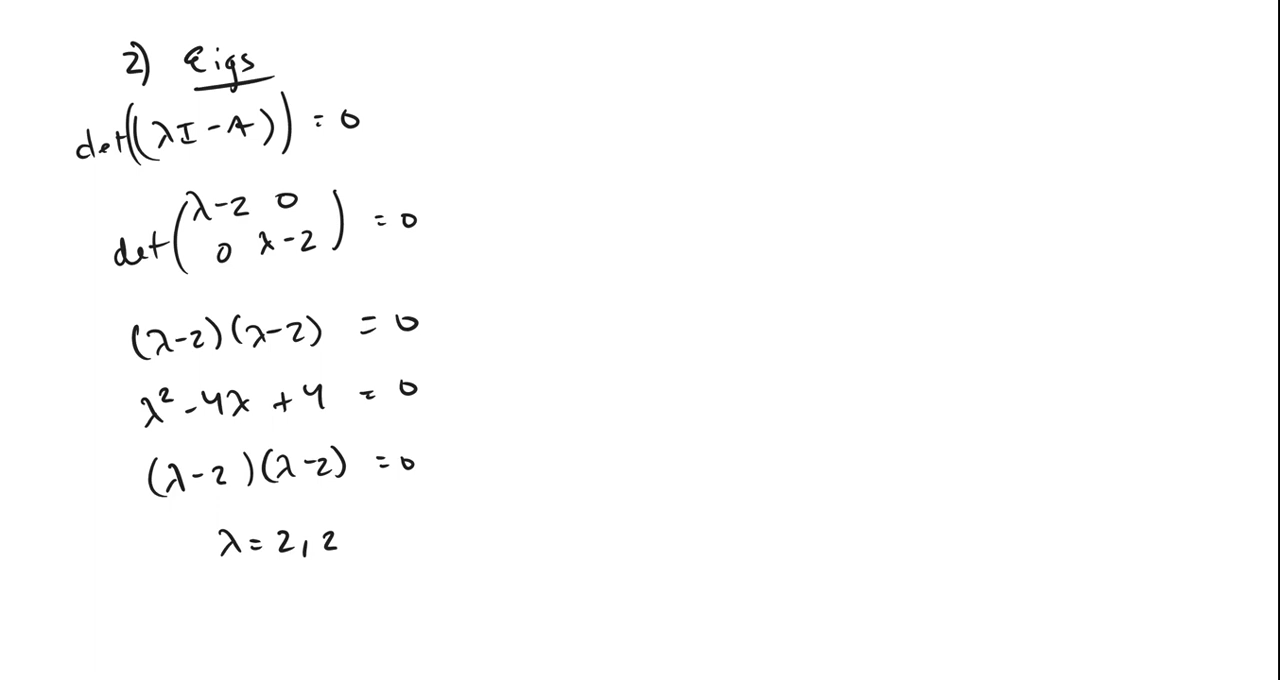 2) Eigs
det((λI-A)) = 0
det(λ-2 0
0 λ-2) = 0
(λ-2)(λ-2) = 0
λ²-4λ+4 = 0
(λ-2)(λ-2) = 0
λ = 2, 2